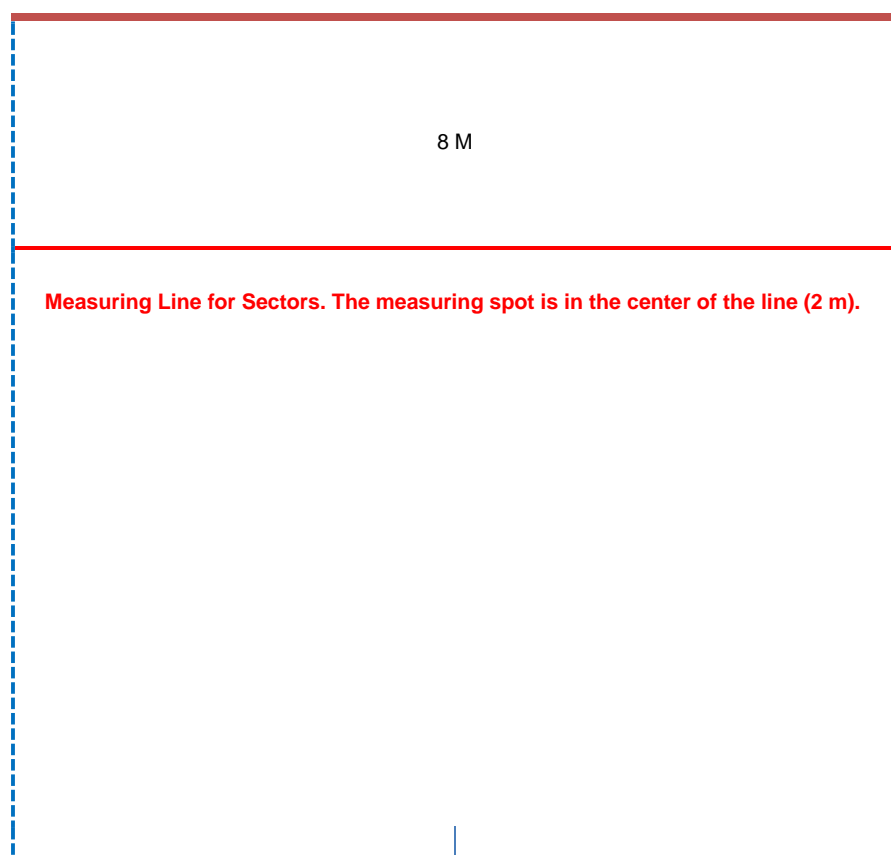 8 M
Measuring Line for Sectors. The measuring spot is in the center of the line (2 m).